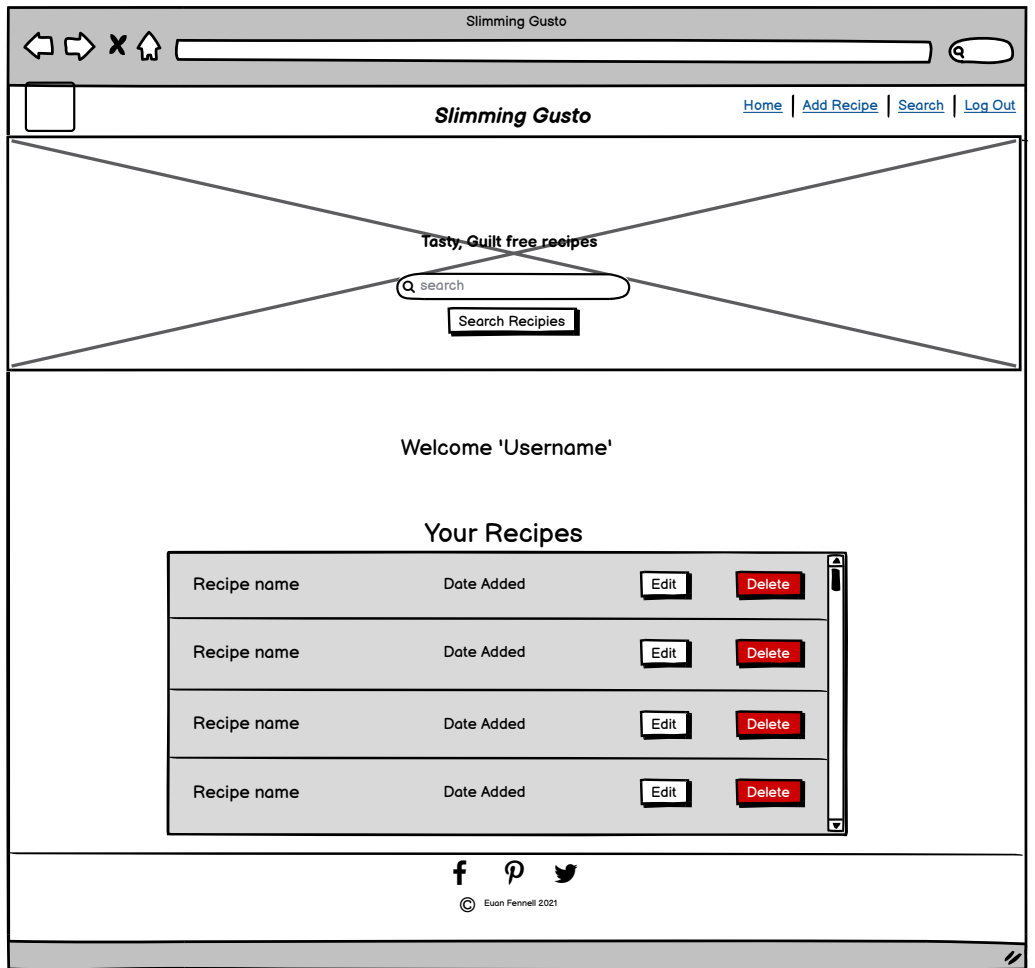 Slimming Gusto
Slimming Gusto
Home Add Recipe Search Log Out
Tasty, Guilt free recipes
search
Search Recipies
Welcome 'Username'
Your Recipes
Recipe name Date Added Edit Delete
Recipe name Date Added Edit Delete
Recipe name Date Added Edit Delete
Recipe name Date Added Edit Delete
© Euan Fennell 2021